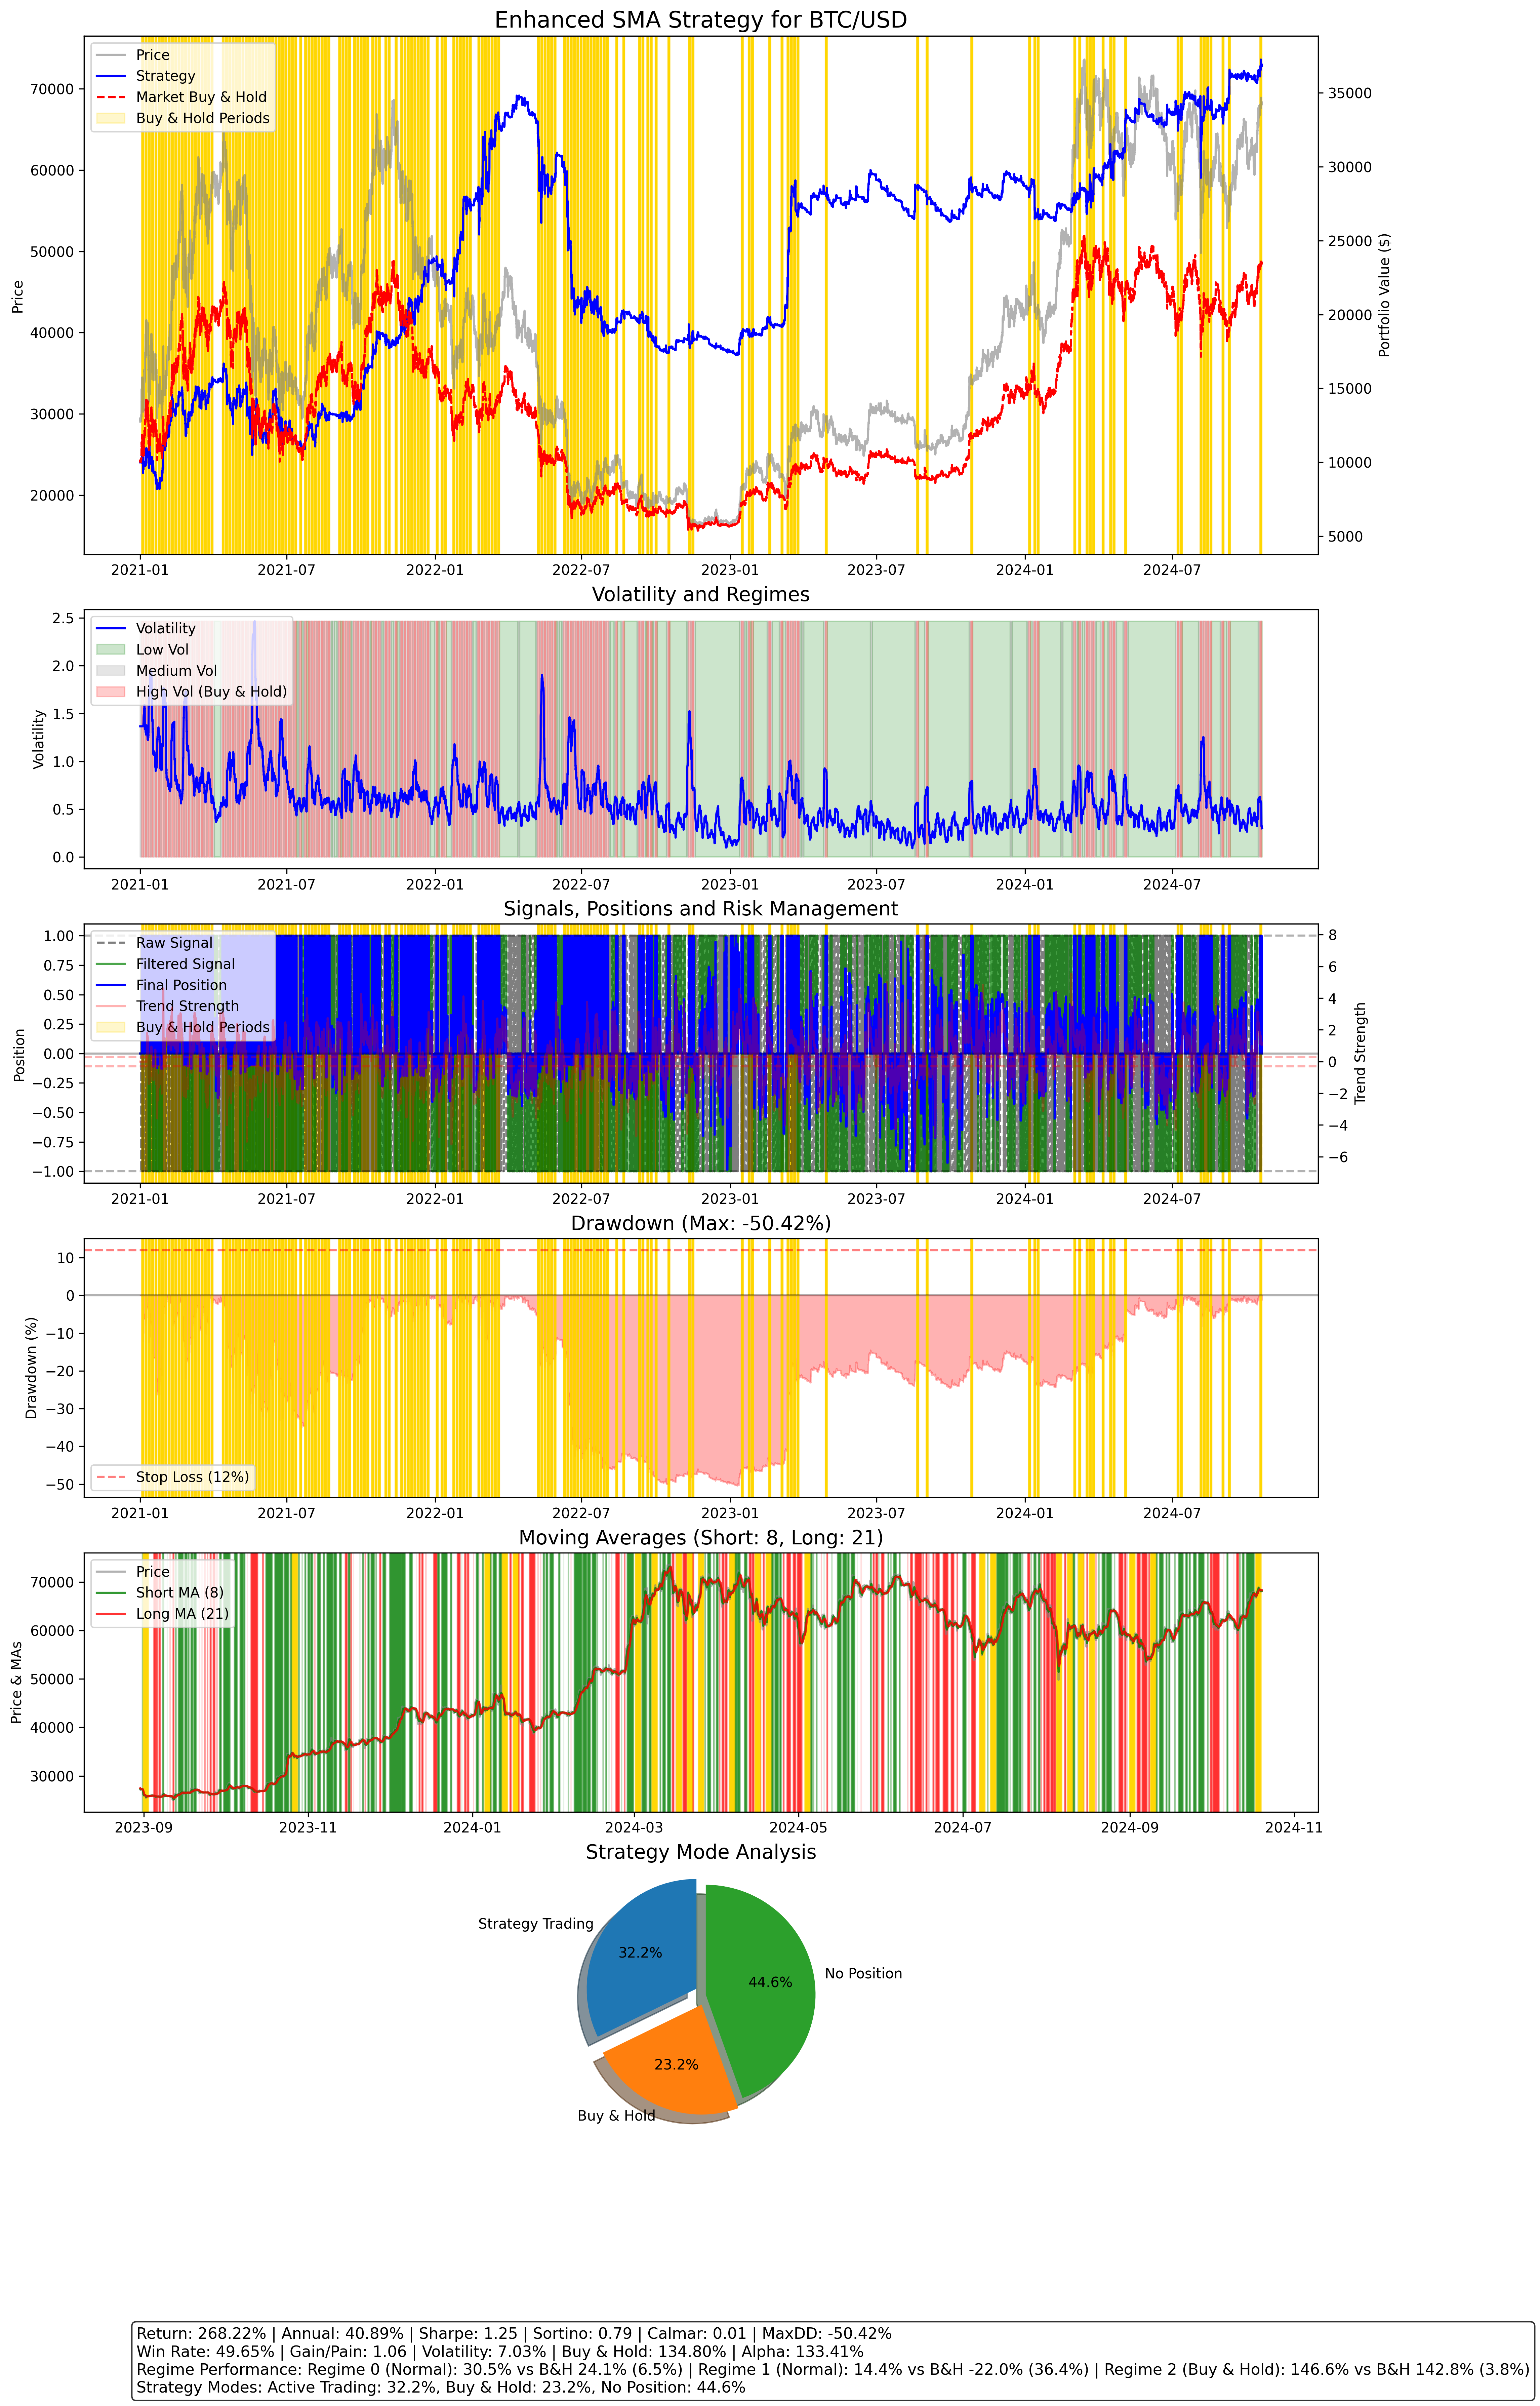 Enhanced SMA Strategy for BTC/USD
Price
Strategy
Market Buy & Hold
Buy & Hold Periods
70000
60000
50000
40000
30000
20000
Price
35000
30000
25000
20000
15000
10000
5000
Portfolio Value ($)
2021-01 2021-07 2022-01 2022-07 2023-01 2023-07 2024-01 2024-07
Volatility and Regimes
Volatility
Low Vol
Medium Vol
High Vol (Buy & Hold)
2.5
2.0
1.5
1.0
0.5
0.0
Volatility
2021-01 2021-07 2022-01 2022-07 2023-01 2023-07 2024-01 2024-07
Signals, Positions and Risk Management
Raw Signal
Filtered Signal
Final Position
Trend Strength
Buy & Hold Periods
1.00
0.75
0.50
0.25
0.00
−0.25
−0.50
−0.75
−1.00
Position
8
6
4
2
0
−2
−4
−6
Trend Strength
2021-01 2021-07 2022-01 2022-07 2023-01 2023-07 2024-01 2024-07
Drawdown (Max: -50.42%)
10
0
−10
−20
−30
−40
−50
Drawdown (%)
Stop Loss (12%)
2021-01 2021-07 2022-01 2022-07 2023-01 2023-07 2024-01 2024-07
Moving Averages (Short: 8, Long: 21)
Price
Short MA (8)
Long MA (21)
70000
60000
50000
40000
30000
Price & MAs
2023-09 2023-11 2024-01 2024-03 2024-05 2024-07 2024-09 2024-11
Strategy Mode Analysis
Strategy Trading
32.2%
44.6%
No Position
23.2%
Buy & Hold
Return: 268.22% | Annual: 40.89% | Sharpe: 1.25 | Sortino: 0.79 | Calmar: 0.01 | MaxDD: -50.42%
Win Rate: 49.65% | Gain/Pain: 1.06 | Volatility: 7.03% | Buy & Hold: 134.80% | Alpha: 133.41%
Regime Performance: Regime 0 (Normal): 30.5% vs B&H 24.1% (6.5%) | Regime 1 (Normal): 14.4% vs B&H -22.0% (36.4%) | Regime 2 (Buy & Hold): 146.6% vs B&H 142.8% (3.8%)
Strategy Modes: Active Trading: 32.2%, Buy & Hold: 23.2%, No Position: 44.6%